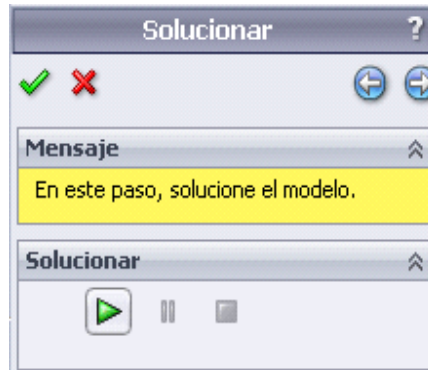 Solucionar ?
Mensaje
En este paso, solucione el modelo.
Solucionar